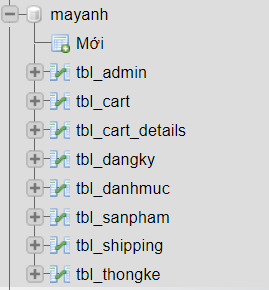 mayanh
Mới
tbl_admin
tbl_cart
tbl_cart_details
tbl_dangky
tbl_danhmuc
tbl_sanpham
tbl_shipping
tbl_thongke